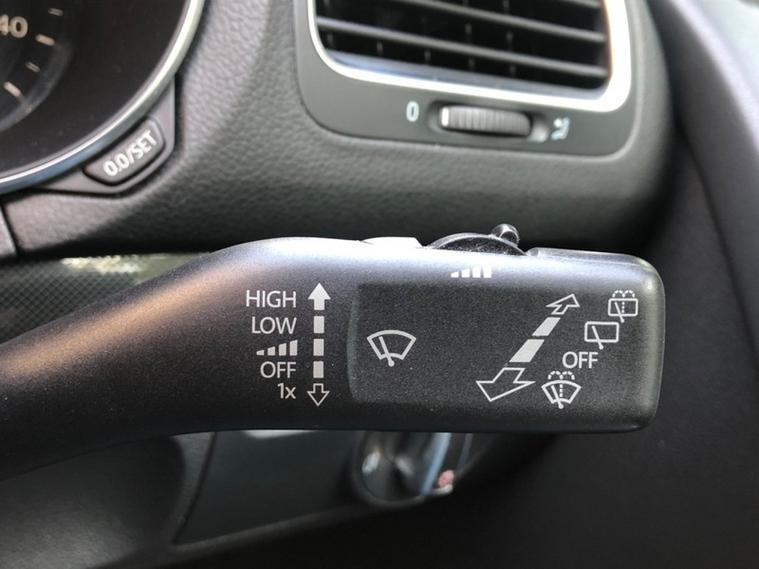 40
0.0/SET
0
HIGH
LOW
OFF
1x
OFF